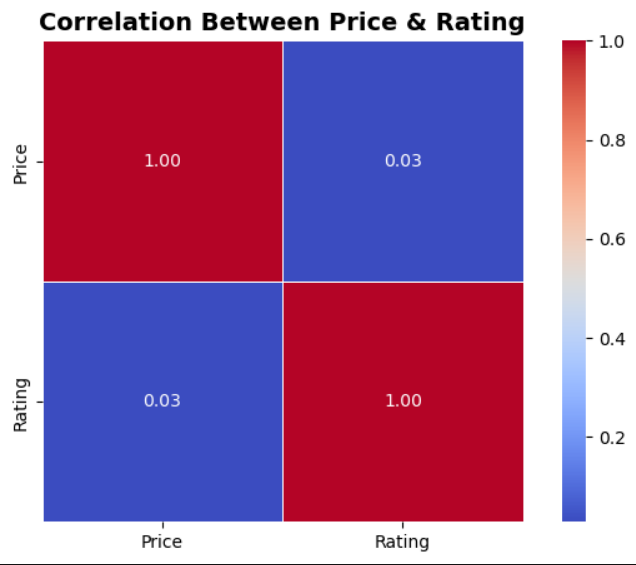 Correlation Between Price & Rating
Price
1.00
0.03
Rating
0.03
1.00
Price
Rating
1.0
0.8
0.6
0.4
0.2